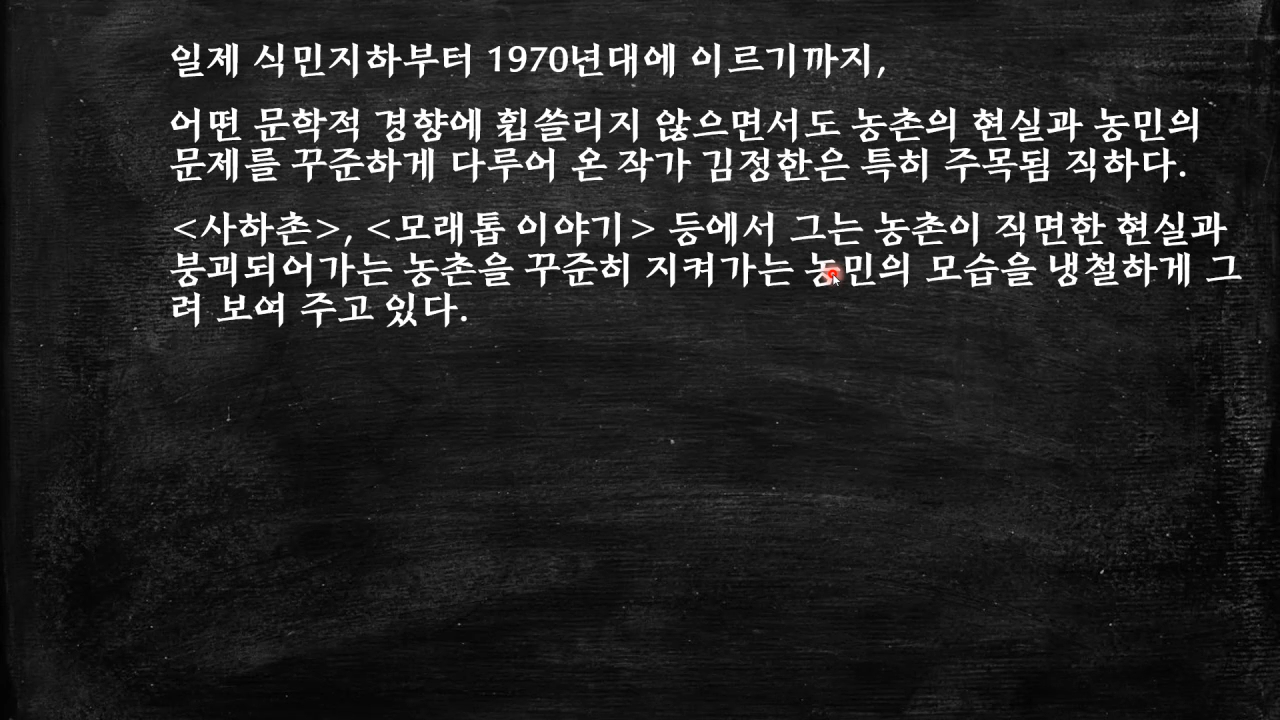 일제 식민지하부터 1970년대에 이르기까지,
어떤 문학적 경향에 휩쓸리지 않으면서도 농촌의 현실과 농민의
문제를 꾸준하게 다루어 온 작가 김정한은 특히 주목됨 직하다.
<사하촌>, <모래톱 이야기> 등에서 그는 농촌이 직면한 현실과
붕괴되어가는 농촌을 꾸준히 지켜가는 농민의 모습을 냉철하게 그
려 보여 주고 있다.